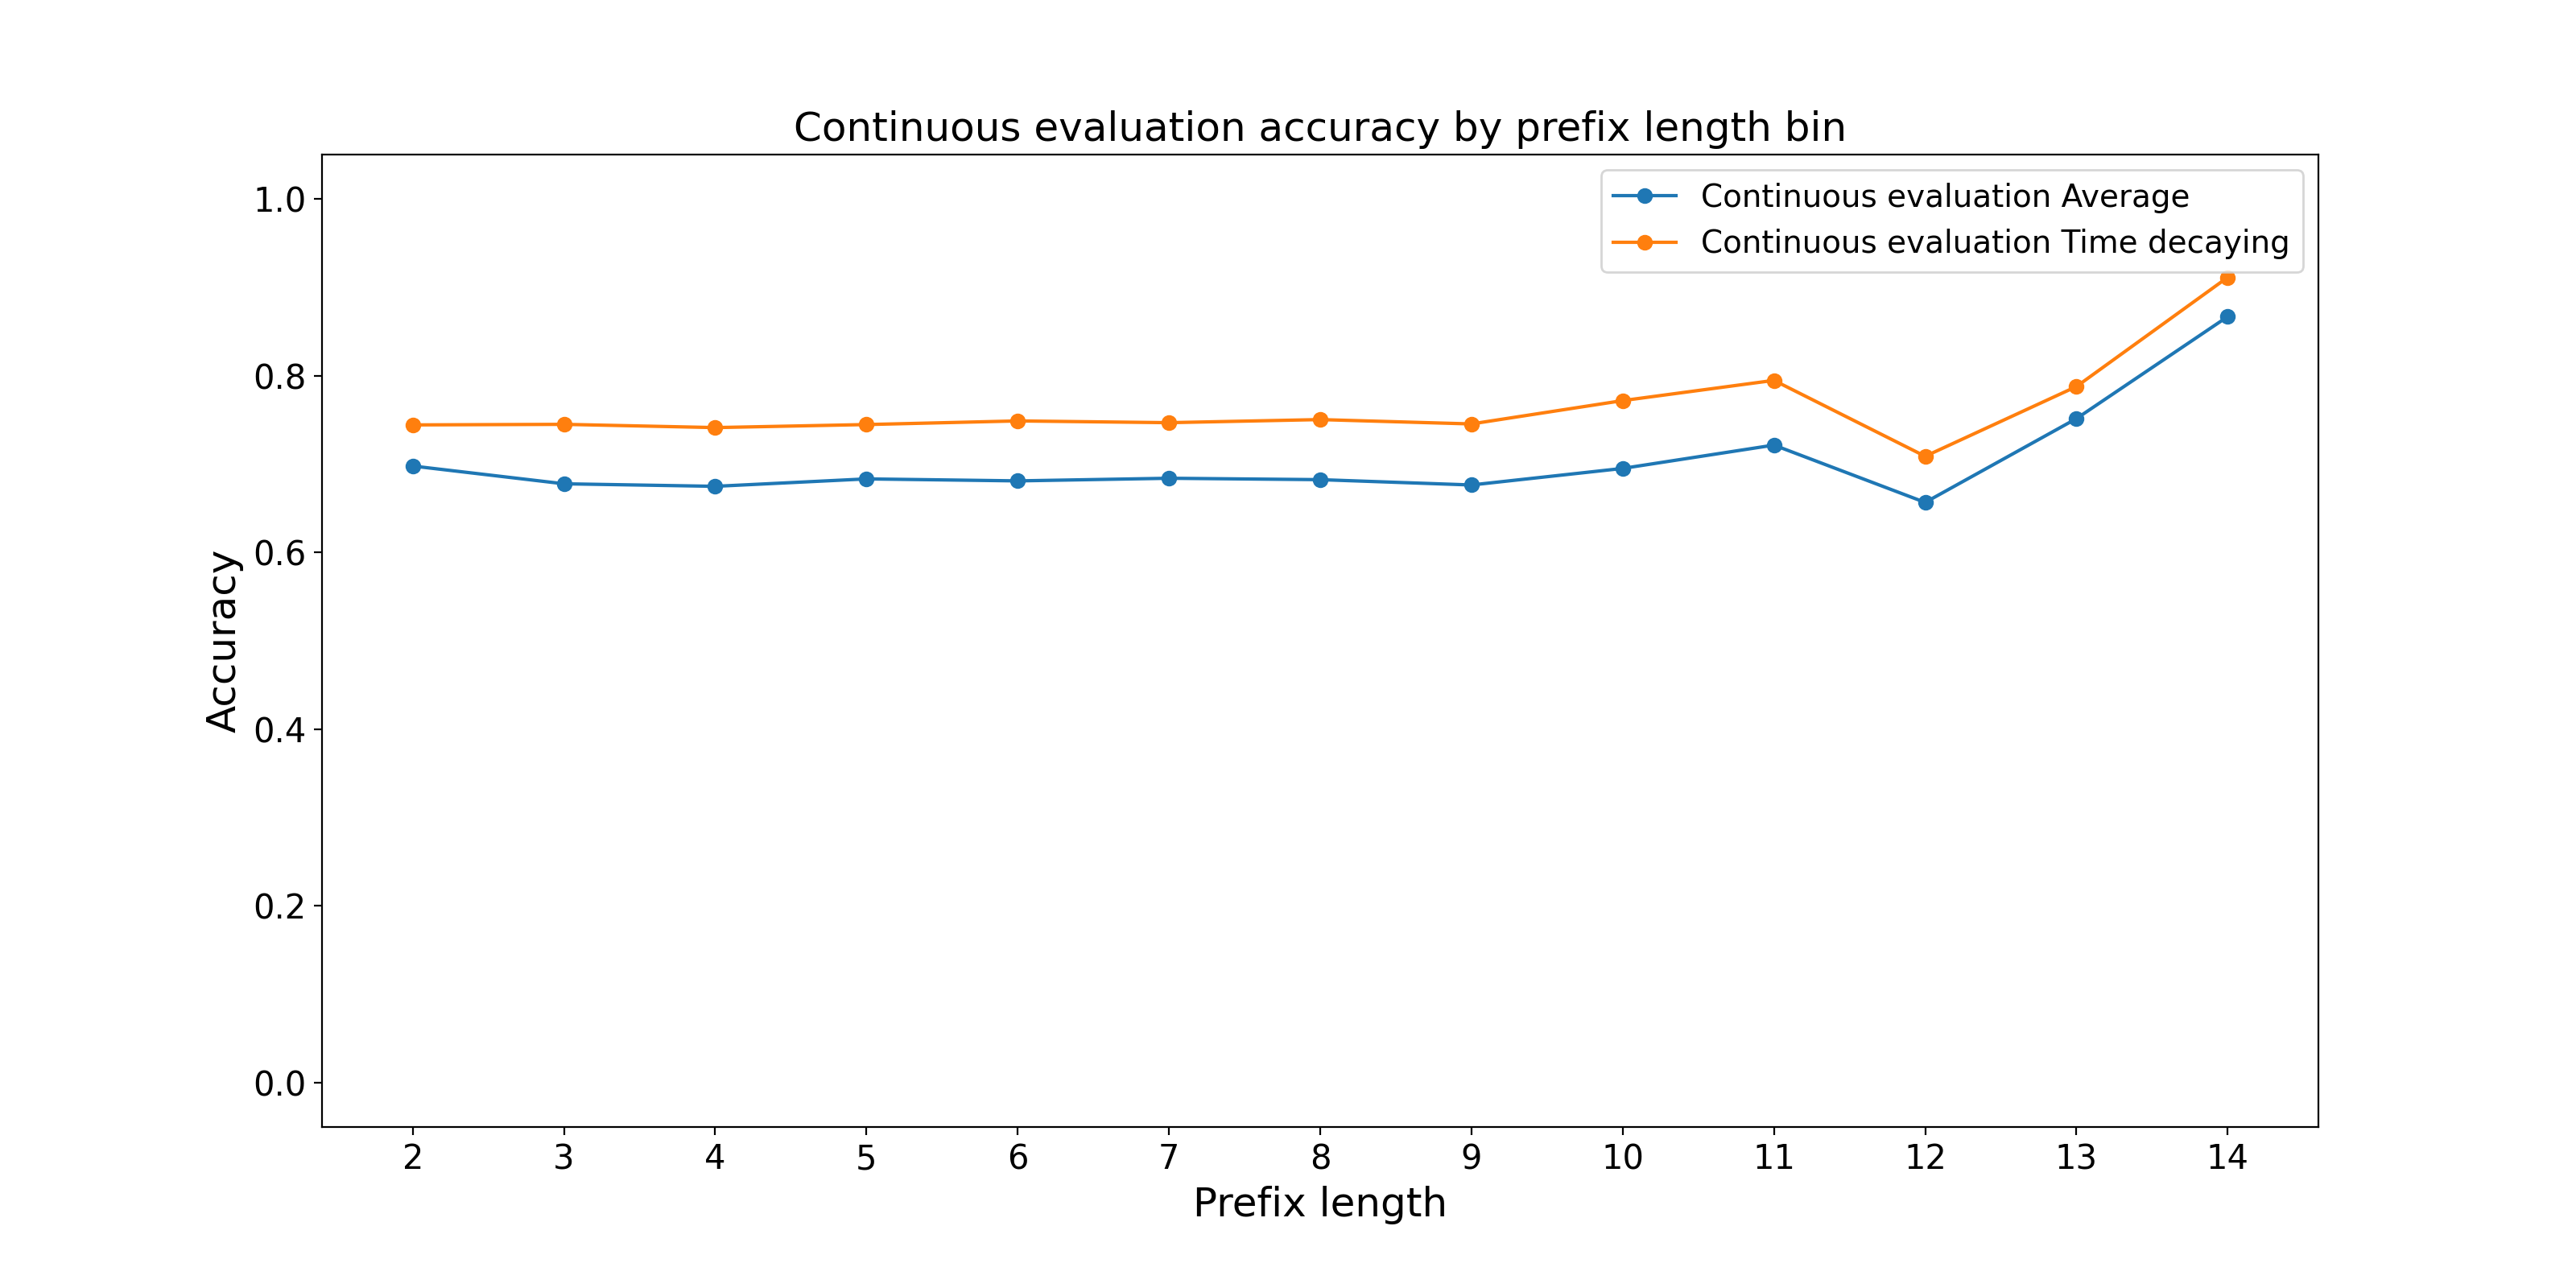 Continuous evaluation accuracy by prefix length bin
Continuous evaluation Average
Continuous evaluation Time decaying
1.0
0.8
0.6
0.4
0.2
0.0
Accuracy
2 3 4 5 6 7 8 9 10 11 12 13 14
Prefix length